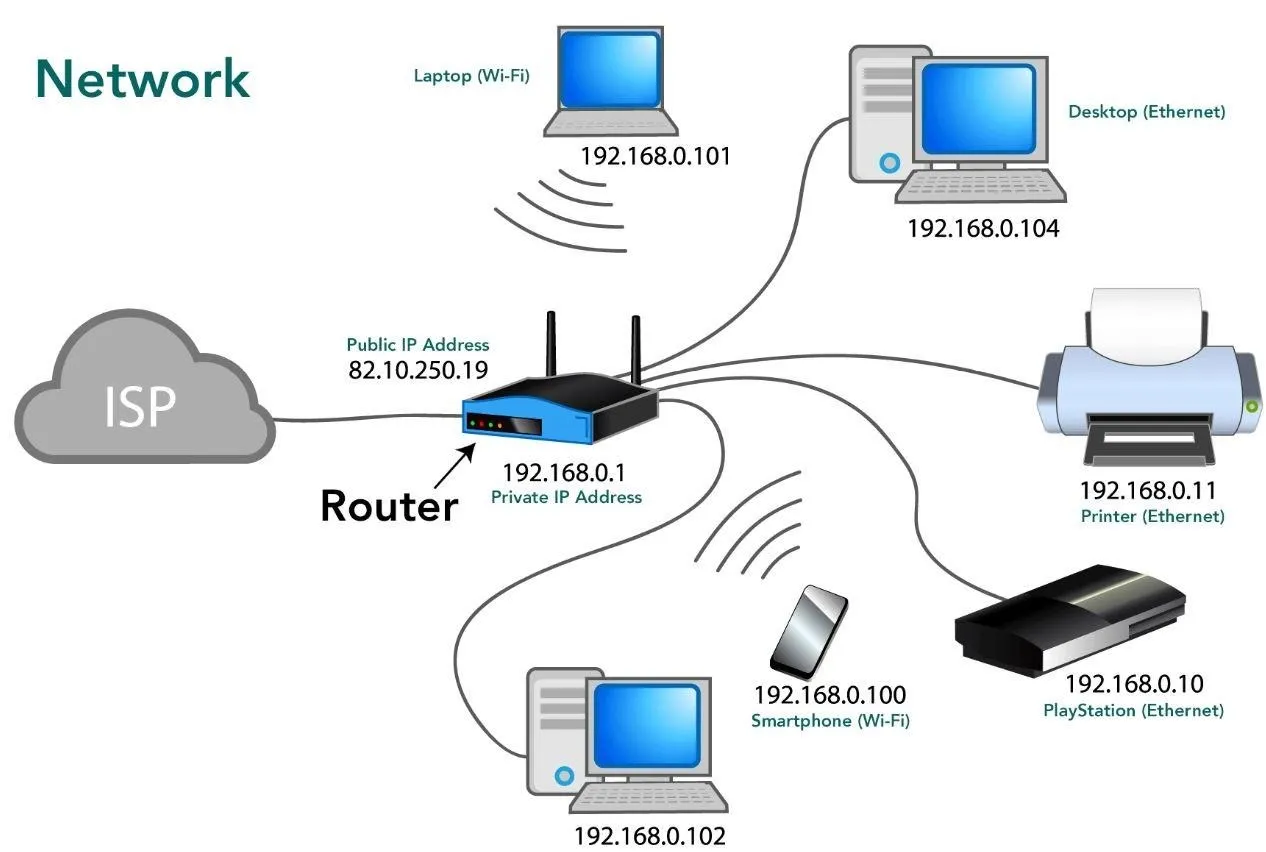 Network
Laptop (Wi-Fi)
192.168.0.101
Desktop (Ethernet)
192.168.0.104
Public IP Address
82.10.250.19
ISP
192.168.0.1
Private IP Address
Router
192.168.0.11
Printer (Ethernet)
192.168.0.10
PlayStation (Ethernet)
192.168.0.100
Smartphone (Wi-Fi)
192.168.0.102